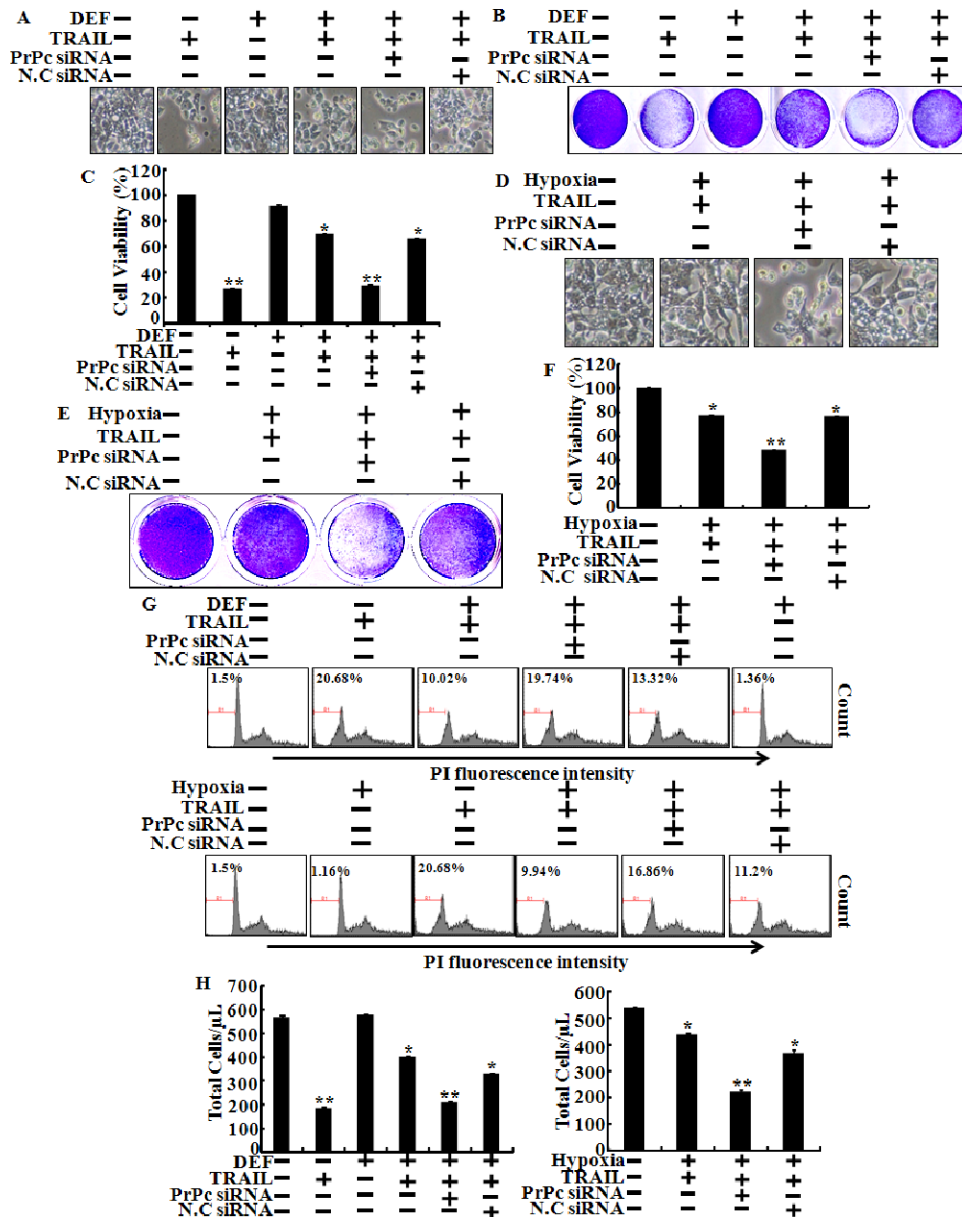 A DEF − − + + + +
TRAIL − + − + + +
PrPc siRNA − − − − + −
N.C siRNA − − − − − +
B DEF − − + + + +
TRAIL − + − + + +
PrPc siRNA − − − − + −
N.C siRNA − − − − − +
C
Cell Viability (%)
120
100
80
60
40
20
0
** * ** *
DEF − − + + + +
TRAIL − + − + + +
PrPc siRNA − − − − + −
N.C siRNA − − − − − +
D Hypoxia − + + +
TRAIL − + + +
PrPc siRNA − − + −
N.C siRNA − − − +
E Hypoxia − + + +
TRAIL − + + +
PrPc siRNA − − + −
N.C siRNA − − − +
F
Cell Viability (%)
120
100
80
60
40
20
0
* ** *
Hypoxia − + + +
TRAIL − + + +
PrPc siRNA − − + −
N.C siRNA − − − +
G DEF − − + + + +
TRAIL − + + + + −
PrPc siRNA − − − + − −
N.C siRNA − − − − + −
1.5% 20.68% 10.02% 19.74% 13.32% 1.36%
Count
PI fluorescence intensity
Hypoxia − + − + + +
TRAIL − − + + + +
PrPc siRNA − − − − + −
N.C siRNA − − − − − +
1.5% 1.16% 20.68% 9.94% 16.86% 11.2%
Count
PI fluorescence intensity
H
Total Cells/µL
700
600
500
400
300
200
100
0
** * ** *
DEF − − + + + +
TRAIL − + − + + +
PrPc siRNA − − − − + −
N.C siRNA − − − − − +
Total Cells/µL
600
500
400
300
200
100
0
* ** *
Hypoxia − + + +
TRAIL − + + +
PrPc siRNA − − + −
N.C siRNA − − − +